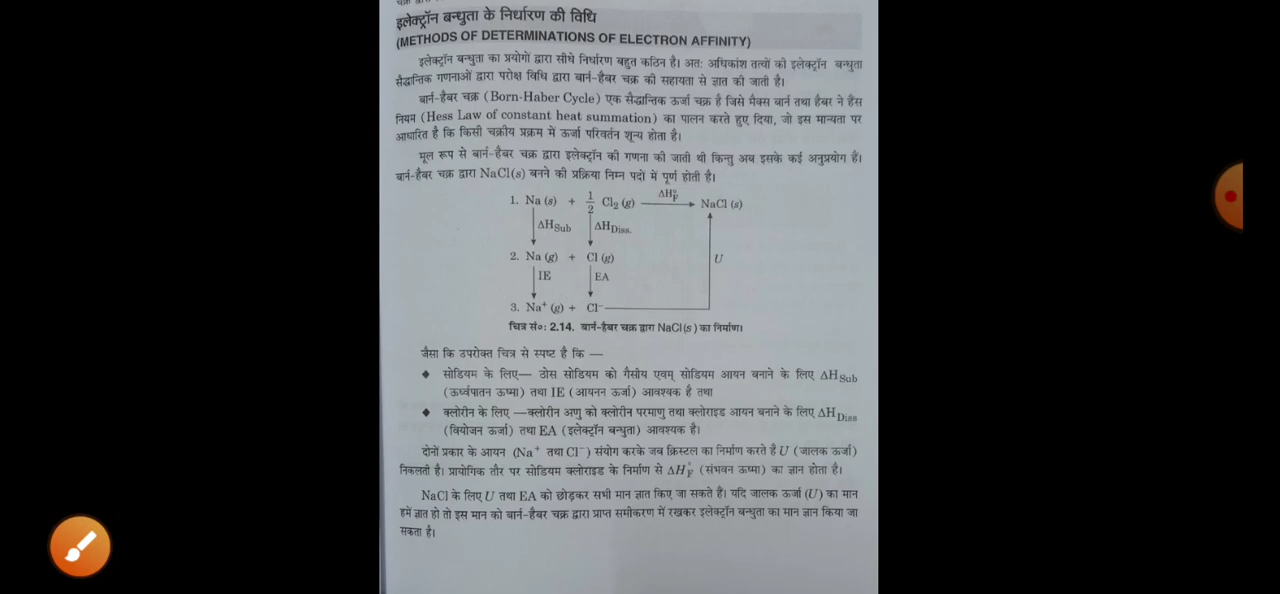 इलेक्ट्रॉन बन्धुता के निर्धारण की विधि
(METHODS OF DETERMINATIONS OF ELECTRON AFFINITY)
इलेक्ट्रॉन बन्धुता का प्रयोगों द्वारा सीधे निर्धारण बहुत कठिन है। अतः अधिकांश तत्वों की इलेक्ट्रॉन बन्धुता
सैद्धान्तिक गणनाओं द्वारा परोक्ष विधि द्वारा बार्न-हैबर चक्र की सहायता से ज्ञात की जाती है।
बार्न-हैबर चक्र (Born-Haber Cycle) एक सैद्धान्तिक ऊर्जा चक्र है जिसे मैक्स बार्न तथा हैबर ने हैस
नियम (Hess Law of constant heat summation) का पालन करते हुए दिया, जो इस मान्यता पर
आधारित है कि किसी चक्रीय प्रक्रम में ऊर्जा परिवर्तन शून्य होता है।
मूल रूप से बार्न-हैबर चक्र द्वारा इलेक्ट्रॉन की गणना की जाती थी किन्तु अब इसके कई अनुप्रयोग हैं।
बार्न-हैबर चक्र द्वारा NaCl(s) बनने की प्रक्रिया निम्न पदों में पूर्ण होती है।
1. Na (s) + 1/2 Cl₂ (g) ΔH°F NaCl (s)
ΔHSub ΔHDiss.
2. Na (g) + Cl (g) U
IE EA
3. Na⁺ (g) + Cl⁻
चित्र सं०: 2.14. बार्न-हैबर चक्र द्वारा NaCl(s) का निर्माण।
जैसा कि उपरोक्त चित्र से स्पष्ट है कि —
◆ सोडियम के लिए— ठोस सोडियम को गैसीय एवम् सोडियम आयन बनाने के लिए ΔHSub
(ऊर्ध्वपातन ऊष्मा) तथा IE (आयनन ऊर्जा) आवश्यक है तथा
◆ क्लोरीन के लिए —क्लोरीन अणु को क्लोरीन परमाणु तथा क्लोराइड आयन बनाने के लिए ΔHDiss
(वियोजन ऊर्जा) तथा EA (इलेक्ट्रॉन बन्धुता) आवश्यक है।
दोनों प्रकार के आयन (Na⁺ तथा Cl⁻) संयोग करके जब क्रिस्टल का निर्माण करते है U (जालक ऊर्जा)
निकलती है। प्रायोगिक तौर पर सोडियम क्लोराइड के निर्माण से ΔH°F (संभवन ऊष्मा) का ज्ञान होता है।
NaCl के लिए U तथा EA को छोड़कर सभी मान ज्ञात किए जा सकते हैं। यदि जालक ऊर्जा (U) का मान
हमें ज्ञात हो तो इस मान को बार्न-हैबर चक्र द्वारा प्राप्त समीकरण में रखकर इलेक्ट्रॉन बन्धुता का मान ज्ञान किया जा
सकता है।